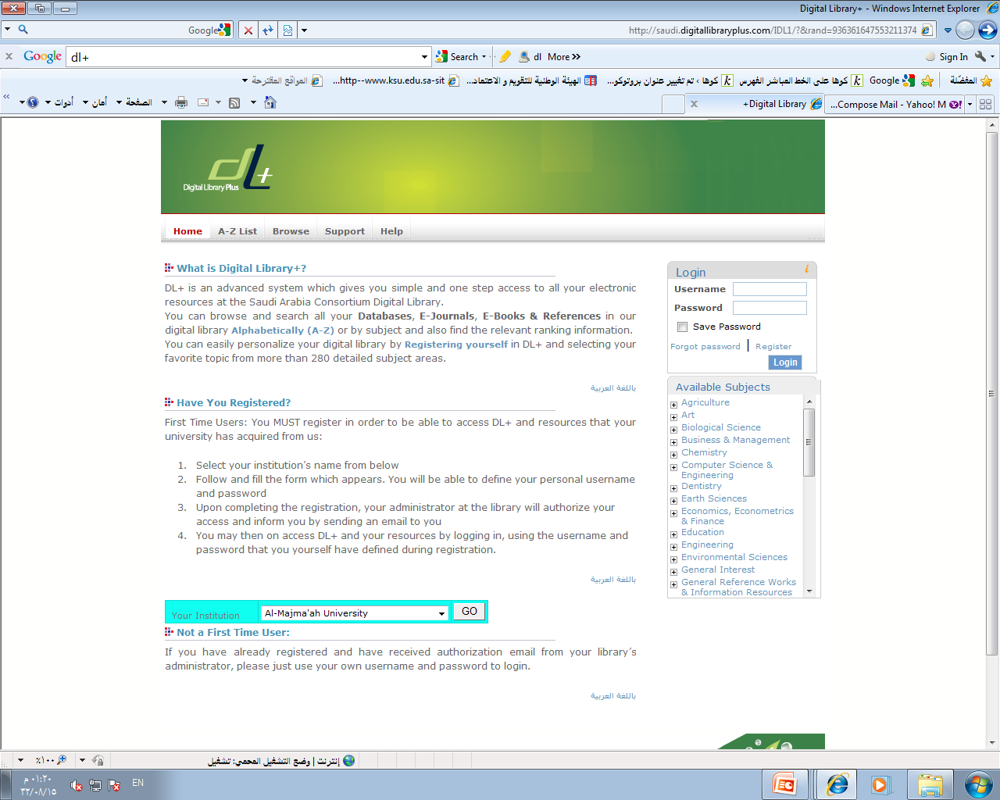 Digital Library+ - Windows Internet Explorer
http://saudi.digitallibraryplus.com/IDL1/?&rand=936361647553211374
Google
Google
dl+
Search
dl
More
Sign In
المفضلة
Google
كوها على الخط المباشر الفهرس
كوها › تم تغيير عنوان بروتوكو...
الهيئة الوطنية للتقويم و الاعتماد...
http--www.ksu.edu.sa-sit...
المواقع المقترحة
Compose Mail - Yahoo! M...
Digital Library+
الصفحة
أمان
أدوات
dL+
Digital Library Plus
Home
A-Z List
Browse
Support
Help
What is Digital Library+?
DL+ is an advanced system which gives you simple and one step access to all your electronic
resources at the Saudi Arabia Consortium Digital Library.
You can browse and search all your Databases, E-Journals, E-Books & References in our
digital library Alphabetically (A-Z) or by subject and also find the relevant ranking information.
You can easily personalize your digital library by Registering yourself in DL+ and selecting your
favorite topic from more than 280 detailed subject areas.
باللغة العربية
Have You Registered?
First Time Users: You MUST register in order to be able to access DL+ and resources that your
university has acquired from us:
1. Select your institution’s name from below
2. Follow and fill the form which appears. You will be able to define your personal username
and password
3. Upon completing the registration, your administrator at the library will authorize your
access and inform you by sending an email to you
4. You may then on access DL+ and your resources by logging in, using the username and
password that you yourself have defined during registration.
باللغة العربية
Your Institution
Al-Majma'ah University
GO
Not a First Time User:
If you have already registered and have received authorization email from your library’s
administrator, please just use your own username and password to login.
باللغة العربية
Login
i
Username
Password
Save Password
Forgot password | Register
Login
Available Subjects
Agriculture
Art
Biological Science
Business & Management
Chemistry
Computer Science &
Engineering
Dentistry
Earth Sciences
Economics, Econometrics
& Finance
Education
Engineering
Environmental Sciences
General Interest
General Reference Works
& Information Resources
إنترنت | وضع التشغيل المحمي: تشغيل
٪١٠٠
EN
٠١:٢٠ م
٣٢/٠٨/١٥